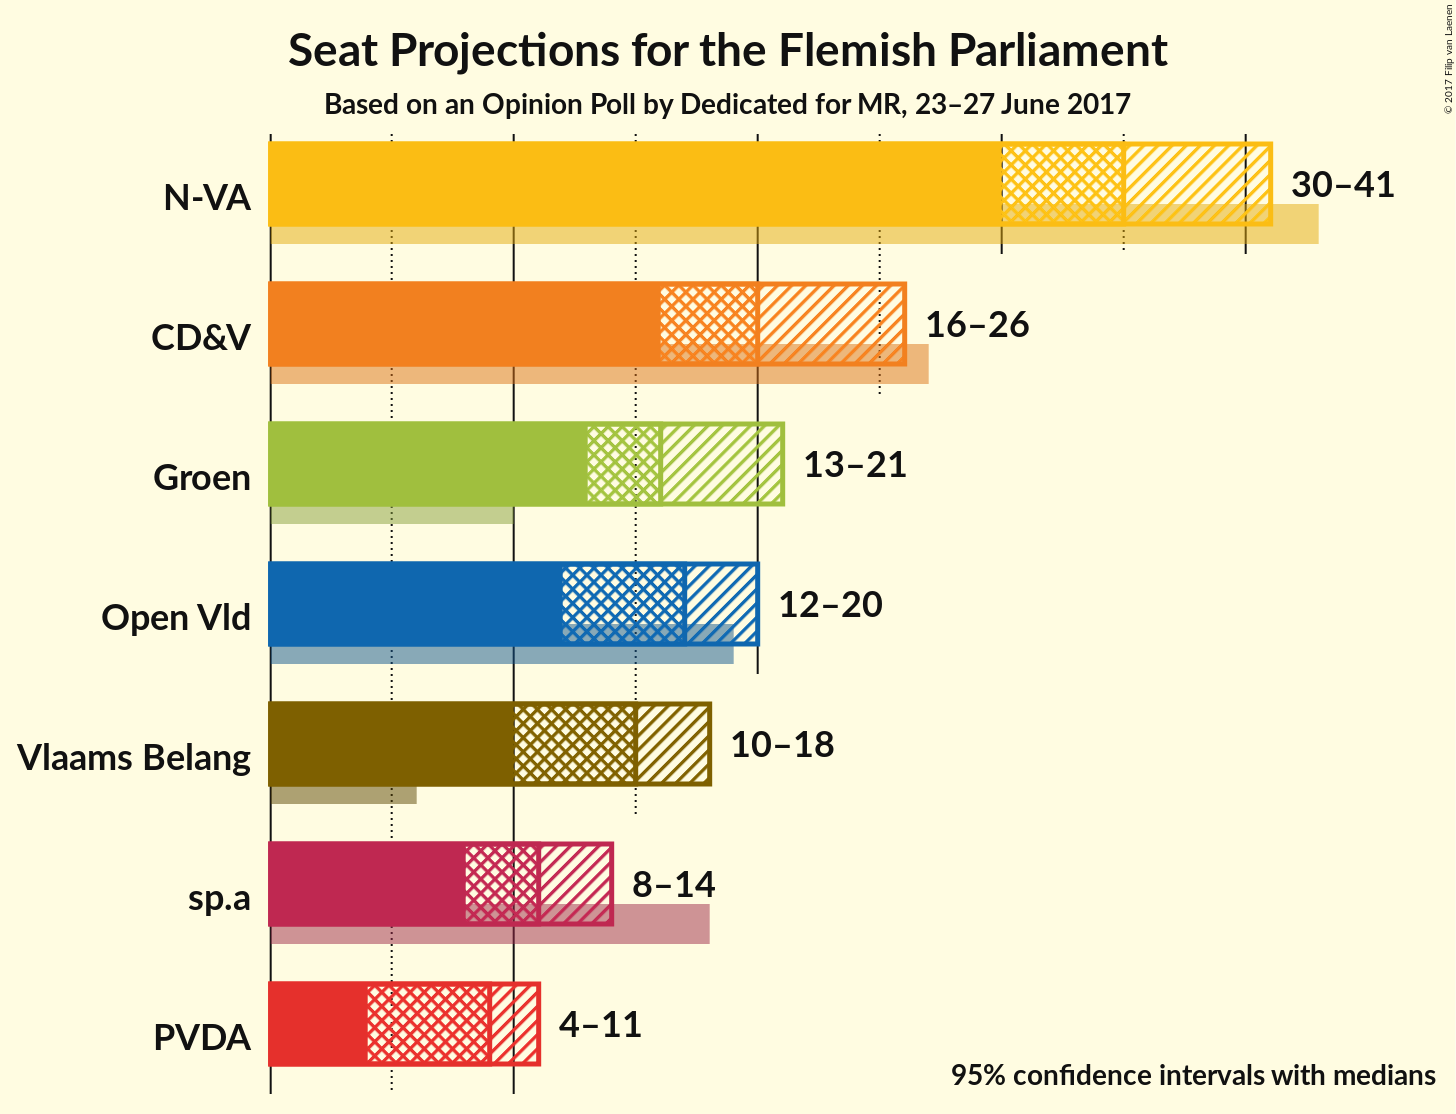 Seat Projections for the Flemish Parliament
Based on an Opinion Poll by Dedicated for MR, 23–27 June 2017
© 2017 Filip van Laenen
N-VA
30–41
CD&V
16–26
Groen
13–21
Open Vld
12–20
Vlaams Belang
10–18
sp.a
8–14
PVDA
4–11
95% confidence intervals with medians